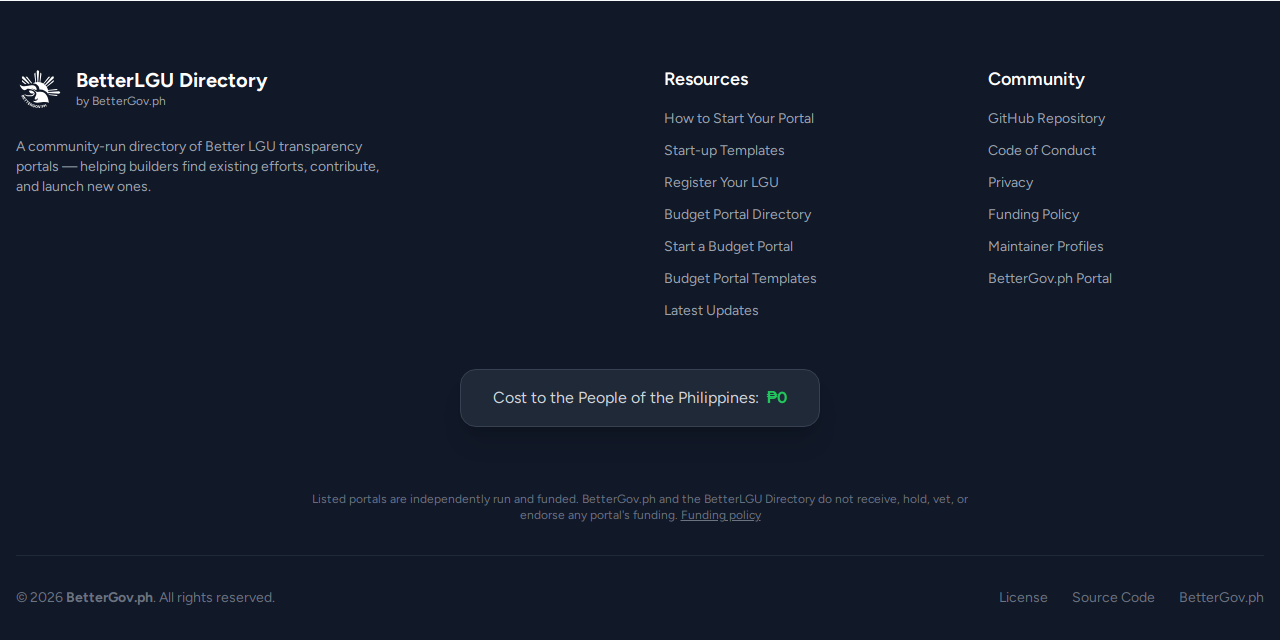 BetterLGU Directory
by BetterGov.ph
A community-run directory of Better LGU transparency
portals — helping builders find existing efforts, contribute,
and launch new ones.
Resources
How to Start Your Portal
Start-up Templates
Register Your LGU
Budget Portal Directory
Start a Budget Portal
Budget Portal Templates
Latest Updates
Community
GitHub Repository
Code of Conduct
Privacy
Funding Policy
Maintainer Profiles
BetterGov.ph Portal
Cost to the People of the Philippines: ₱0
Listed portals are independently run and funded. BetterGov.ph and the BetterLGU Directory do not receive, hold, vet, or
endorse any portal's funding. Funding policy
© 2026 BetterGov.ph. All rights reserved.
License
Source Code
BetterGov.ph